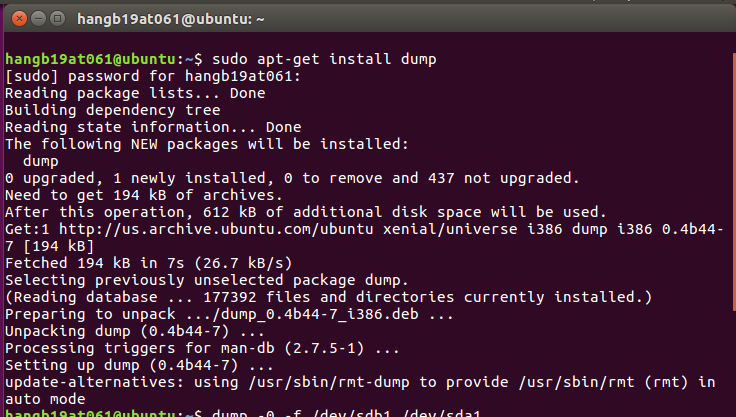 hangb19at061@ubuntu: ~
hangb19at061@ubuntu:~$ sudo apt-get install dump
[sudo] password for hangb19at061:
Reading package lists... Done
Building dependency tree
Reading state information... Done
The following NEW packages will be installed:
  dump
0 upgraded, 1 newly installed, 0 to remove and 437 not upgraded.
Need to get 194 kB of archives.
After this operation, 612 kB of additional disk space will be used.
Get:1 http://us.archive.ubuntu.com/ubuntu xenial/universe i386 dump i386 0.4b44-
7 [194 kB]
Fetched 194 kB in 7s (26.7 kB/s)
Selecting previously unselected package dump.
(Reading database ... 177392 files and directories currently installed.)
Preparing to unpack .../dump_0.4b44-7_i386.deb ...
Unpacking dump (0.4b44-7) ...
Processing triggers for man-db (2.7.5-1) ...
Setting up dump (0.4b44-7) ...
update-alternatives: using /usr/sbin/rmt-dump to provide /usr/sbin/rmt (rmt) in
auto mode
hangb19at061@ubuntu:~$ dump -0 -f /dev/sdb1 /dev/sda1